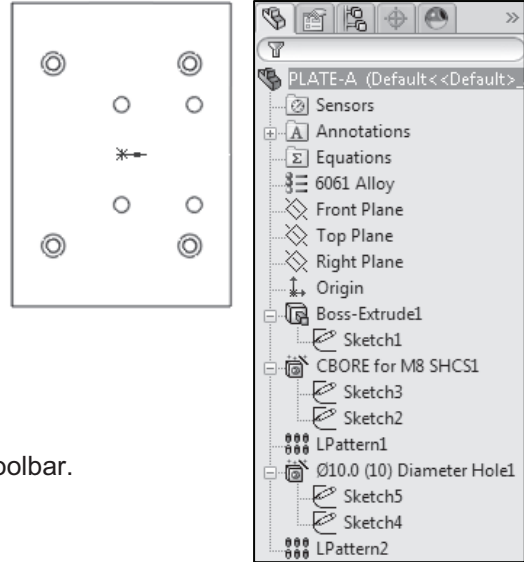 »
PLATE-A (Default<<Default>_
Sensors
A Annotations
Σ Equations
6061 Alloy
Front Plane
Top Plane
Right Plane
Origin
Boss-Extrude1
Sketch1
CBORE for M8 SHCS1
Sketch3
Sketch2
LPattern1
Ø10.0 (10) Diameter Hole1
Sketch5
Sketch4
LPattern2
oolbar.